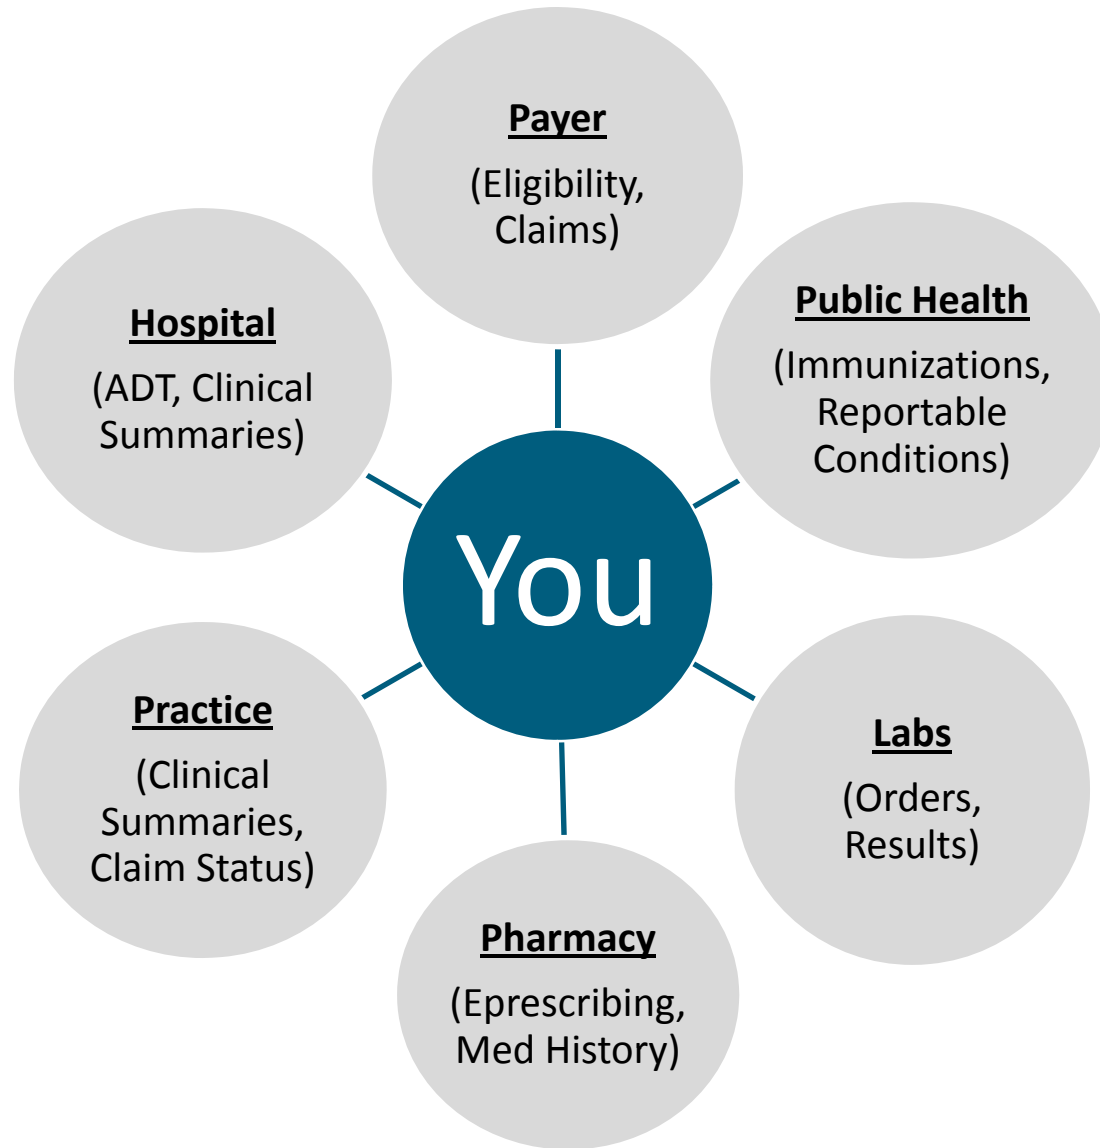 Payer
(Eligibility,
Claims)
Public Health
(Immunizations,
Reportable
Conditions)
Hospital
(ADT, Clinical
Summaries)
You
Practice
(Clinical
Summaries,
Claim Status)
Labs
(Orders,
Results)
Pharmacy
(Eprescribing,
Med History)